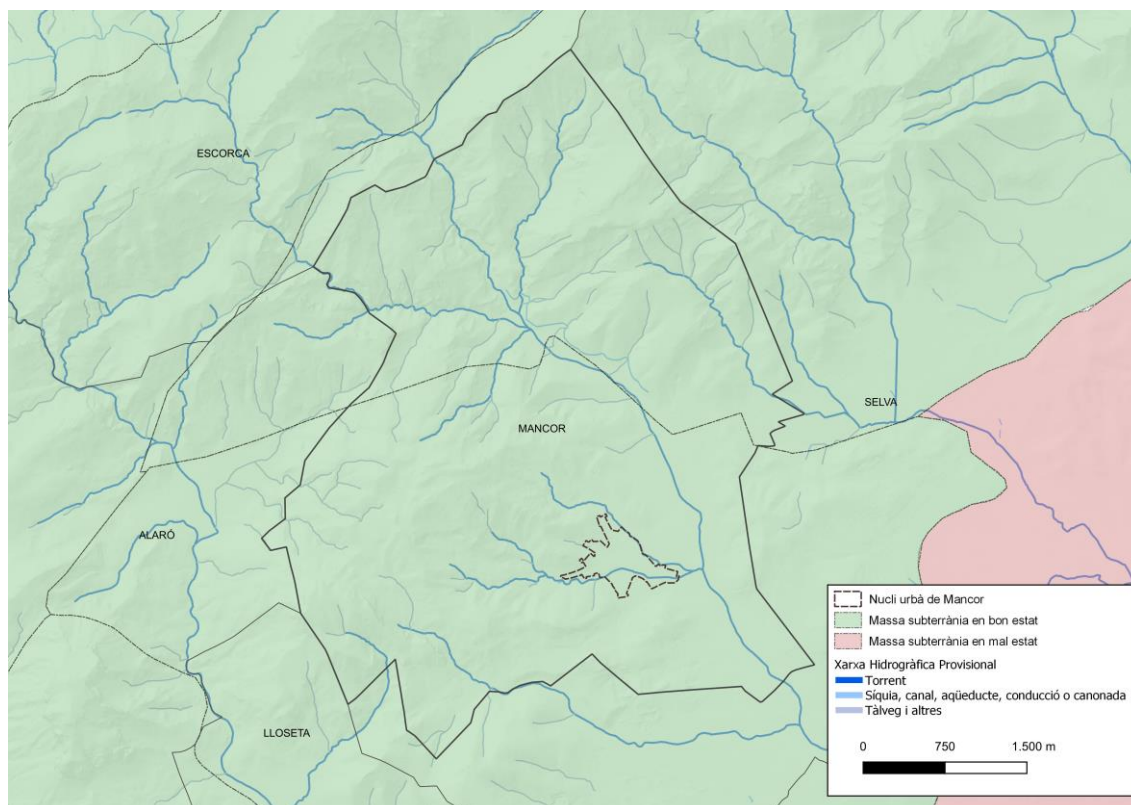 ESCORCA
SELVA
MANCOR
ALARÓ
LLOSETA
Nucli urbà de Mancor
Massa subterrània en bon estat
Massa subterrània en mal estat
Xarxa Hidrogràfica Provisional
Torrent
Síquia, canal, aqüeducte, conducció o canonada
Tàlveg i altres
0 750 1.500 m